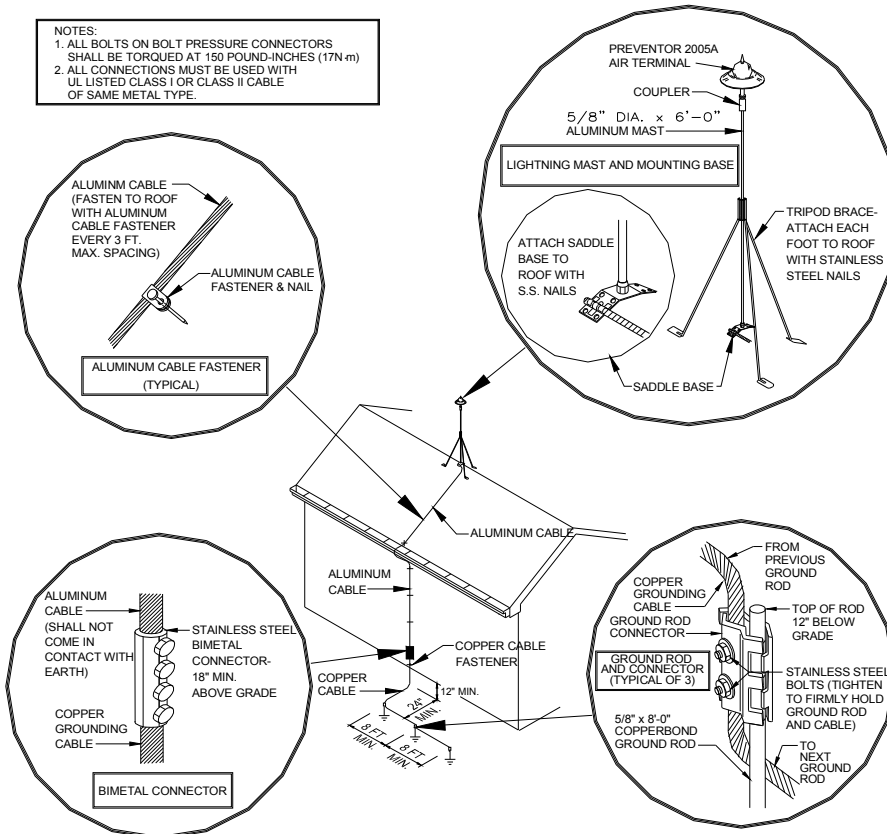 NOTES:
1. ALL BOLTS ON BOLT PRESSURE CONNECTORS
SHALL BE TORQUED AT 150 POUND-INCHES (17N·m)
2. ALL CONNECTIONS MUST BE USED WITH
UL LISTED CLASS I OR CLASS II CABLE
OF SAME METAL TYPE.
PREVENTOR 2005A
AIR TERMINAL
COUPLER
5/8" DIA. x 6'-0"
ALUMINUM MAST
LIGHTNING MAST AND MOUNTING BASE
TRIPOD BRACE-
ATTACH EACH
FOOT TO ROOF
WITH STAINLESS
STEEL NAILS
ATTACH SADDLE
BASE TO
ROOF WITH
S.S. NAILS
SADDLE BASE
ALUMINM CABLE
(FASTEN TO ROOF
WITH ALUMINUM
CABLE FASTENER
EVERY 3 FT.
MAX. SPACING)
ALUMINUM CABLE
FASTENER & NAIL
ALUMINUM CABLE FASTENER
(TYPICAL)
ALUMINUM CABLE
ALUMINUM
CABLE
COPPER CABLE
FASTENER
COPPER
CABLE
12" MIN.
24"
MIN.
8 FT
MIN.
8 FT
MIN.
ALUMINUM
CABLE
(SHALL NOT
COME IN
CONTACT WITH
EARTH)
STAINLESS STEEL
BIMETAL
CONNECTOR-
18" MIN.
ABOVE GRADE
COPPER
GROUNDING
CABLE
BIMETAL CONNECTOR
FROM
PREVIOUS
GROUND
ROD
COPPER
GROUNDING
CABLE
GROUND ROD
CONNECTOR
TOP OF ROD
12" BELOW
GRADE
GROUND ROD
AND CONNECTOR
(TYPICAL OF 3)
STAINLESS STEEL
BOLTS (TIGHTEN
TO FIRMLY HOLD
GROUND ROD
AND CABLE)
5/8" x 8'-0"
COPPERBOND
GROUND ROD
TO
NEXT
GROUND
ROD